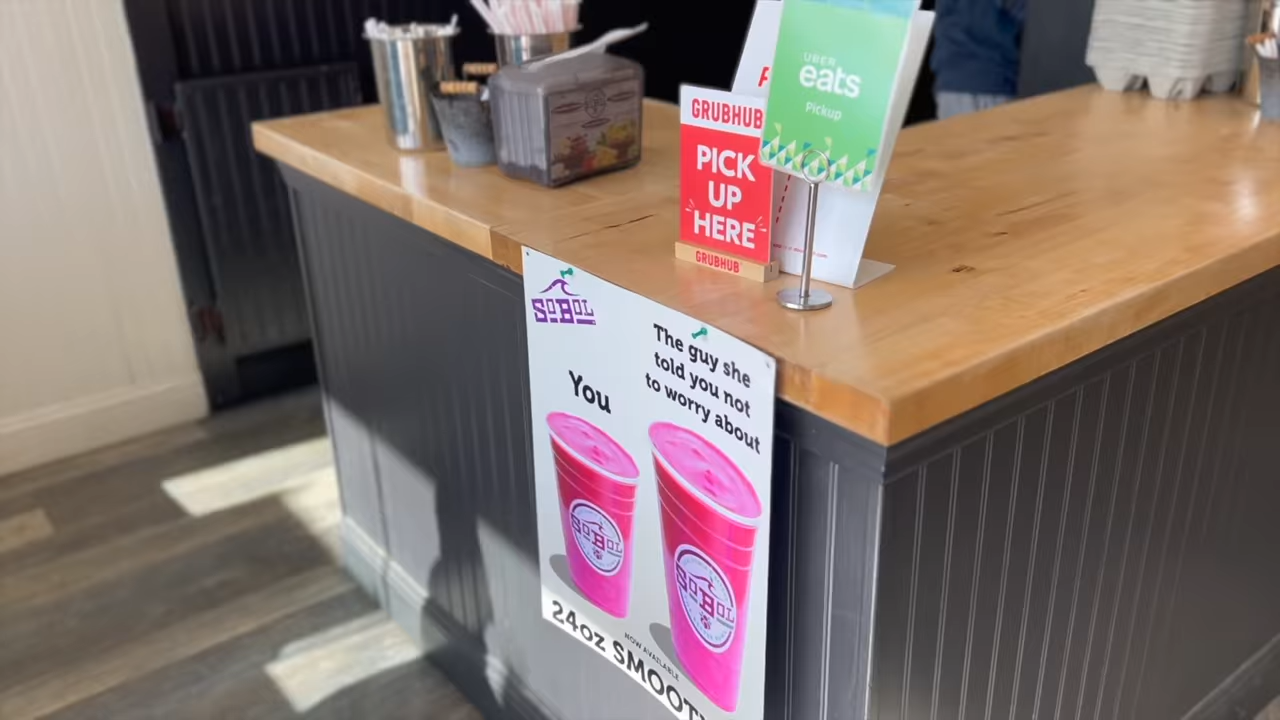 UBER
eats
Pickup
GRUBHUB
PICK
UP
HERE
GRUBHUB
SOBOL
The guy she
told you not
to worry about
You
SOBOL
SOBOL
NOW AVAILABLE
24oz SMOOT